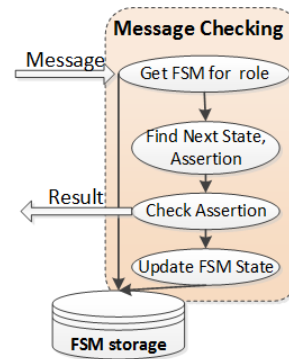 Message Checking
Message
Get FSM for role
Find Next State,
Assertion
Result
Check Assertion
Update FSM State
FSM storage